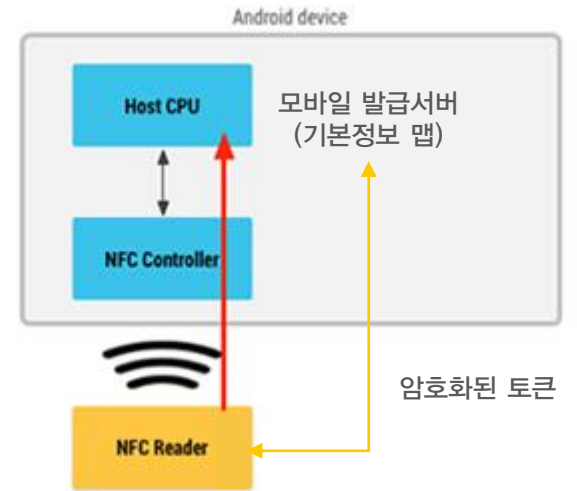 Android device
Host CPU
모바일 발급서버
(기본정보 맵)
NFC Controller
암호화된 토큰
NFC Reader